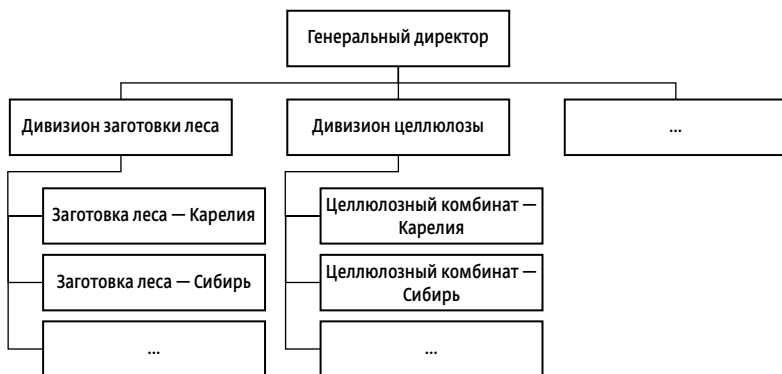 Генеральный директор
Дивизион заготовки леса
Дивизион целлюлозы
...
Заготовка леса — Карелия
Целлюлозный комбинат —
Карелия
Заготовка леса — Сибирь
Целлюлозный комбинат —
Сибирь
...
...